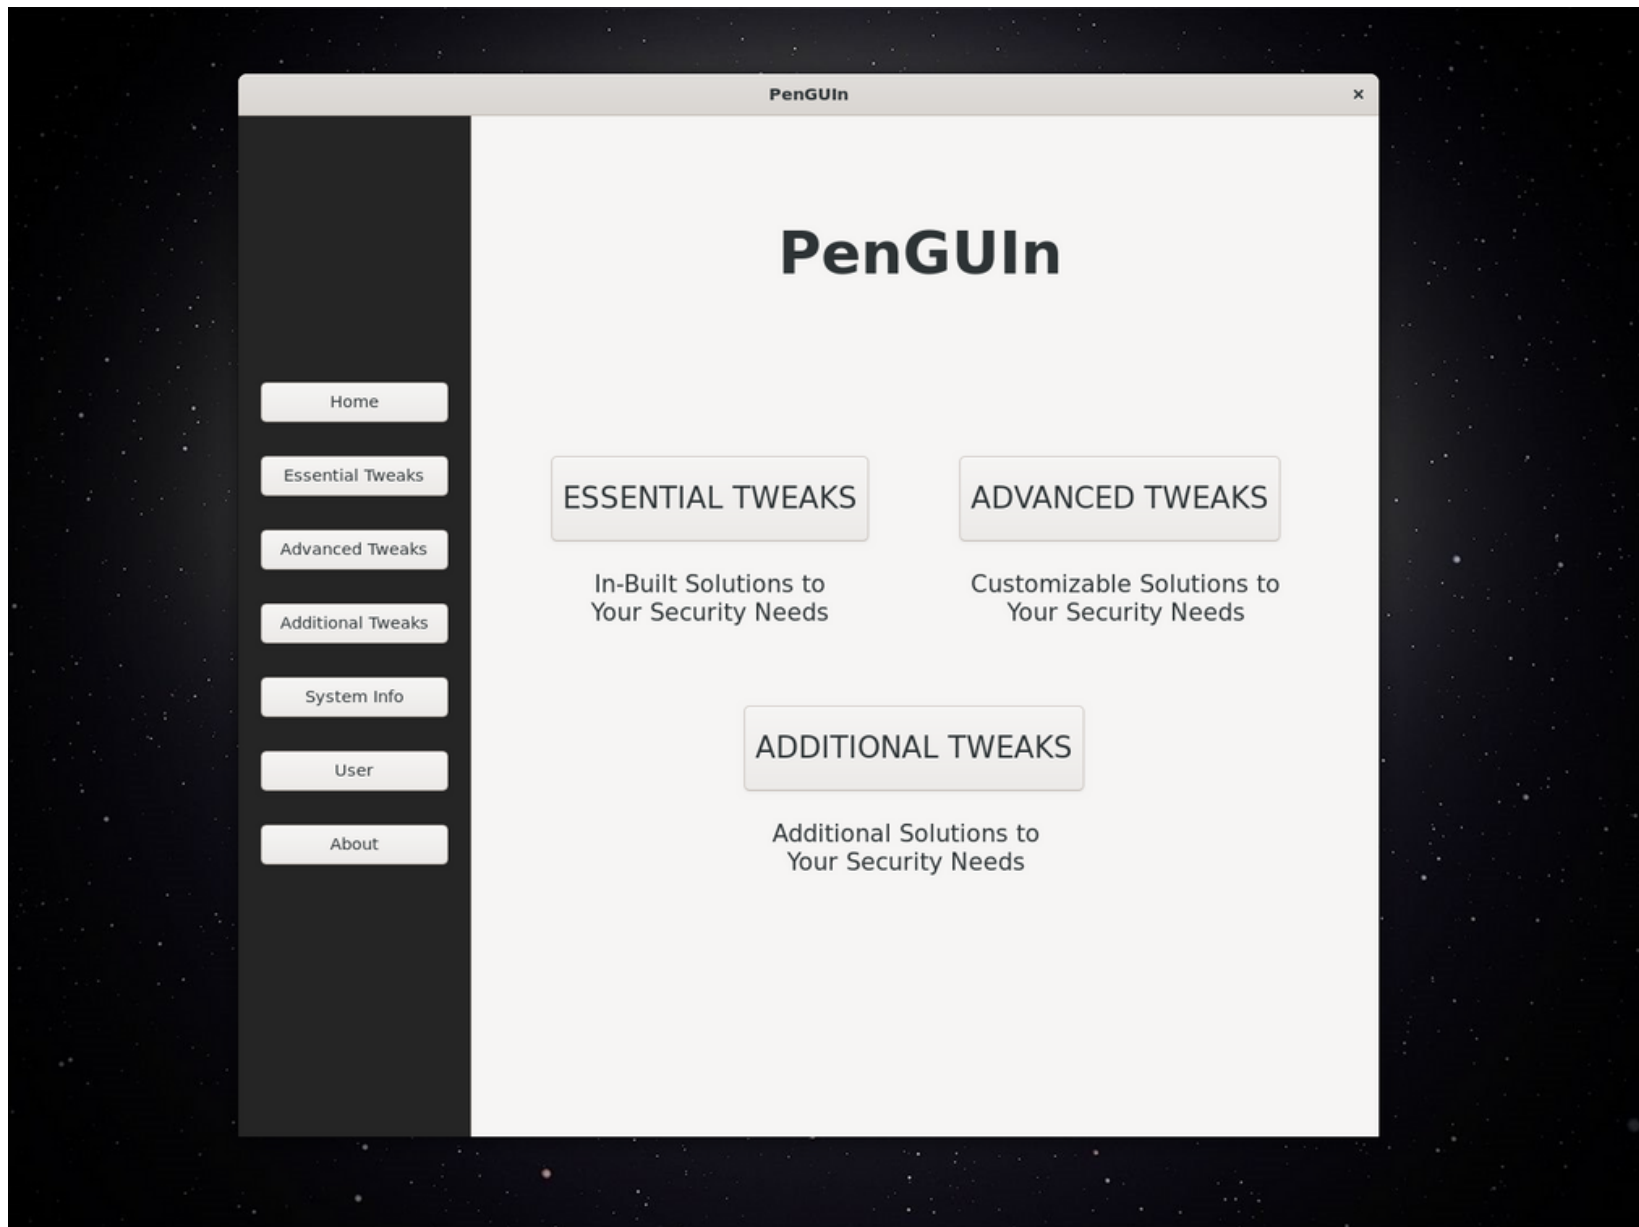 PenGUIn
×
PenGUIn
Home
Essential Tweaks
Advanced Tweaks
Additional Tweaks
System Info
User
About
ESSENTIAL TWEAKS
In-Built Solutions to
Your Security Needs
ADVANCED TWEAKS
Customizable Solutions to
Your Security Needs
ADDITIONAL TWEAKS
Additional Solutions to
Your Security Needs